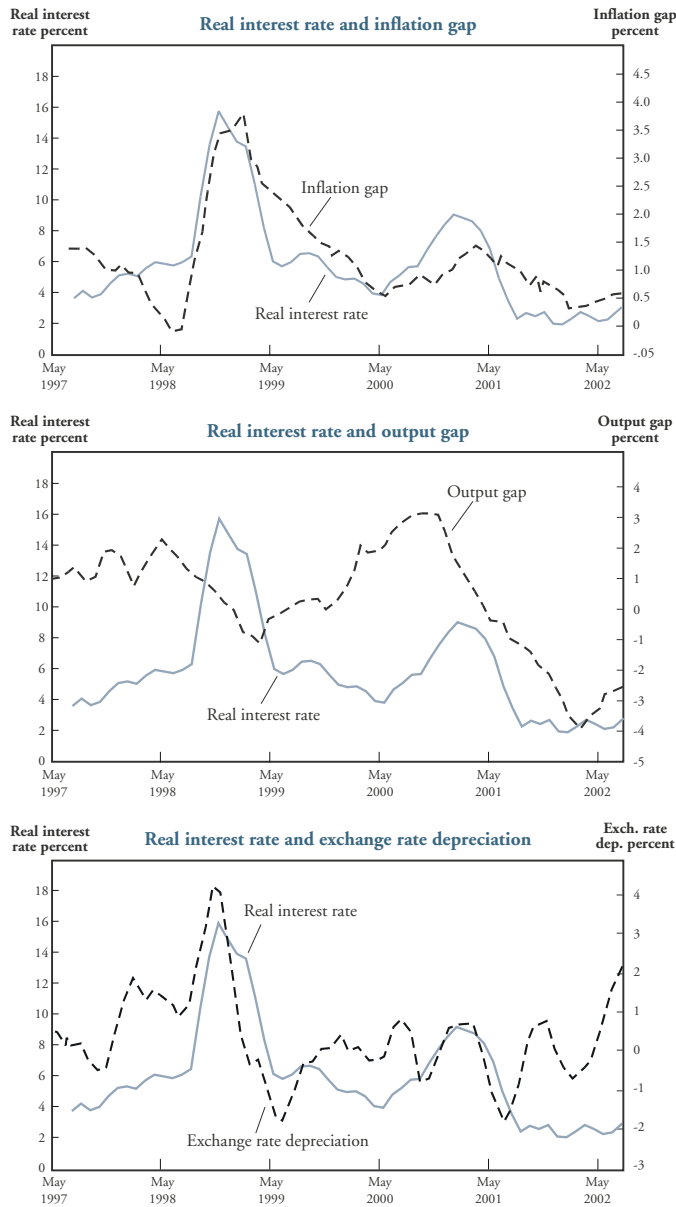 Real interest rate percent
Real interest rate and inflation gap
Inflation gap percent
18
16
14
12
10
8
6
4
2
0
4.5
4.0
3.5
3.0
2.5
2.0
1.5
1.0
0.5
0
-.05
Inflation gap
Real interest rate
May 1997
May 1998
May 1999
May 2000
May 2001
May 2002
Real interest rate percent
Real interest rate and output gap
Output gap percent
18
16
14
12
10
8
6
4
2
0
4
3
2
1
0
-1
-2
-3
-4
-5
Output gap
Real interest rate
May 1997
May 1998
May 1999
May 2000
May 2001
May 2002
Real interest rate percent
Real interest rate and exchange rate depreciation
Exch. rate dep. percent
18
16
14
12
10
8
6
4
2
0
4
3
2
1
0
-1
-2
-3
Real interest rate
Exchange rate depreciation
May 1997
May 1998
May 1999
May 2000
May 2001
May 2002